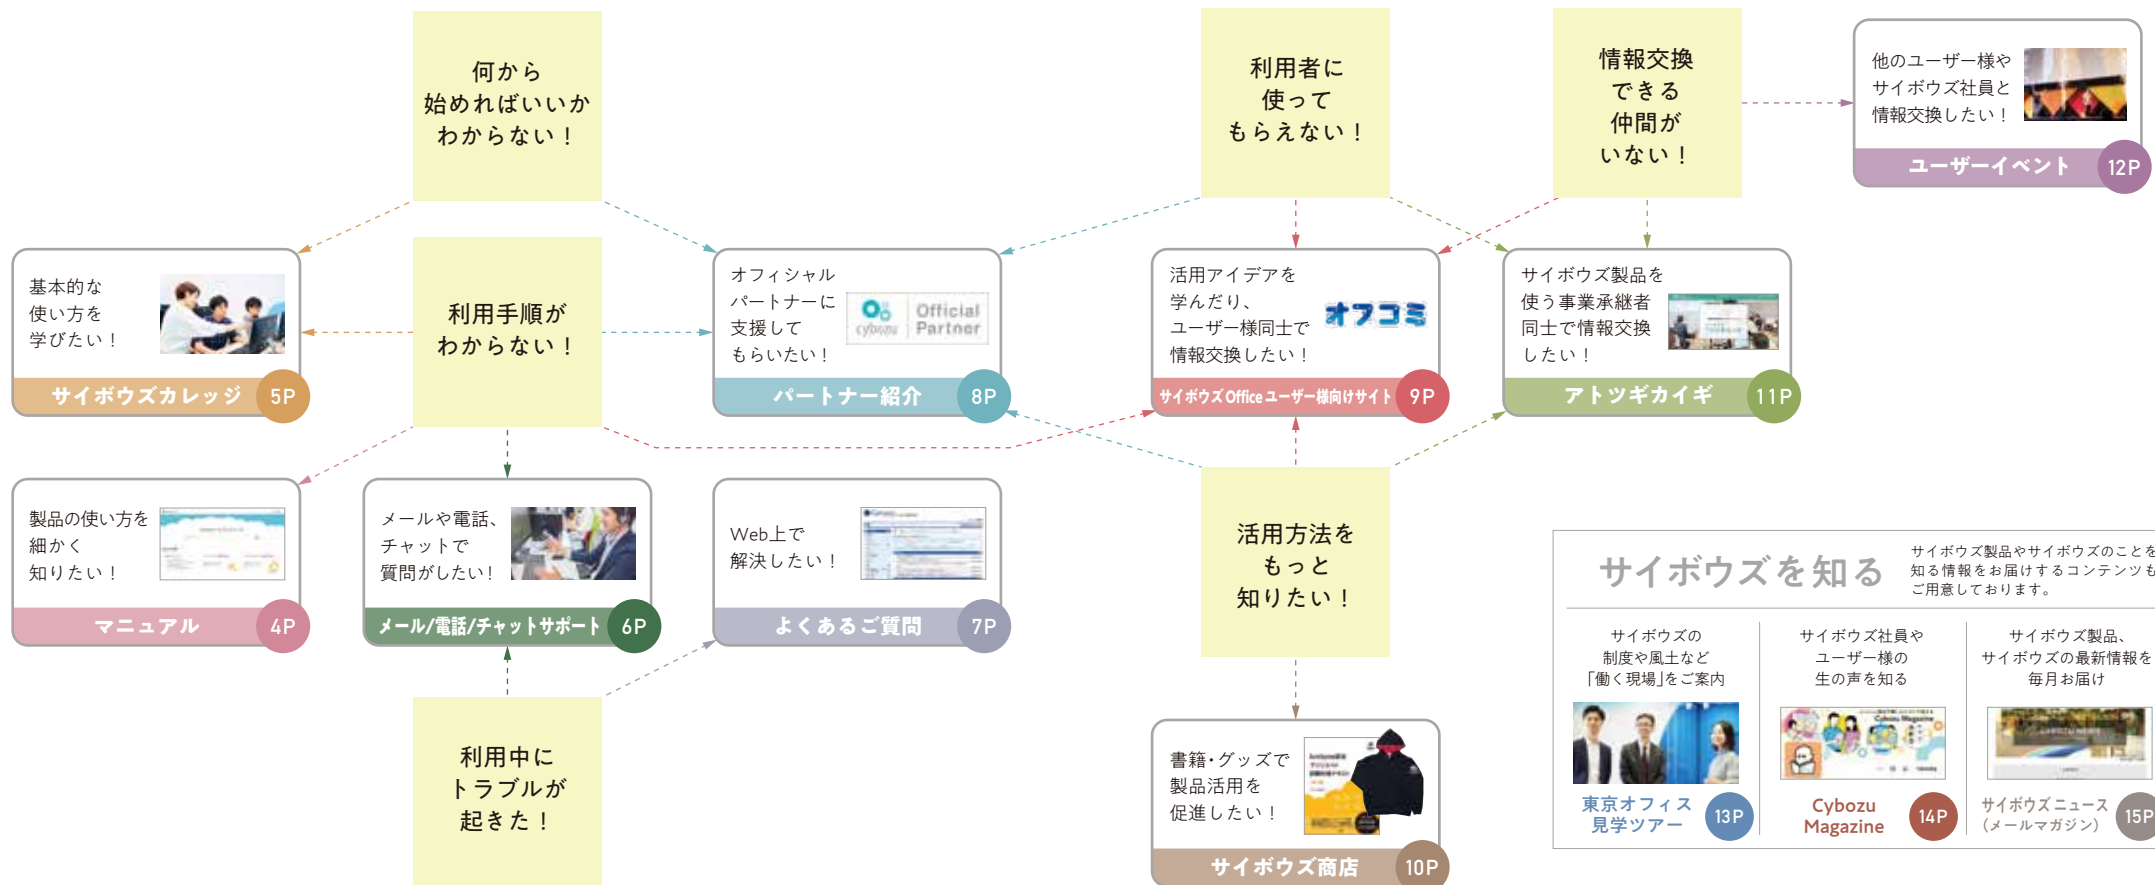 何から
始めればいいか
わからない！
利用者に
使って
もらえない！
情報交換
できる
仲間が
いない！
他のユーザー様や
サイボウズ社員と
情報交換したい！
ユーザーイベント
12P
基本的な
使い方を
学びたい！
サイボウズカレッジ
5P
利用手順が
わからない！
オフィシャル
パートナーに
支援して
もらいたい！
cybozu
Official
Partner
パートナー紹介
8P
活用アイデアを
学んだり、
ユーザー様同士で
情報交換したい！
オフコミ
サイボウズ Office ユーザー様向けサイト
9P
サイボウズ製品を
使う事業承継者
同士で情報交換
したい！
アトツギカイギ
11P
製品の使い方を
細かく
知りたい！
マニュアル
4P
メールや電話、
チャットで
質問がしたい！
メール/電話/チャットサポート
6P
Web上で
解決したい！
よくあるご質問
7P
活用方法を
もっと
知りたい！
利用中に
トラブルが
起きた！
書籍・グッズで
製品活用を
促進したい！
サイボウズ商店
10P
サイボウズを知る
サイボウズ製品やサイボウズのことを
知る情報をお届けするコンテンツも
ご用意しております。
サイボウズの
制度や風土など
「働く現場」をご案内
東京オフィス
見学ツアー
13P
サイボウズ社員や
ユーザー様の
生の声を知る
Cybozu Magazine
Cybozu
Magazine
14P
サイボウズ製品、
サイボウズの最新情報を
毎月お届け
サイボウズ ニュース
（メールマガジン）
15P